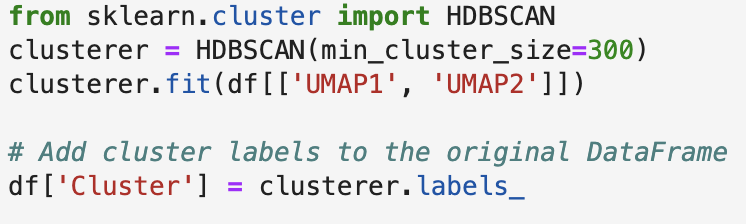 from sklearn.cluster import HDBSCAN
clusterer = HDBSCAN(min_cluster_size=300)
clusterer.fit(df[['UMAP1', 'UMAP2']])
# Add cluster labels to the original DataFrame
df['Cluster'] = clusterer.labels_